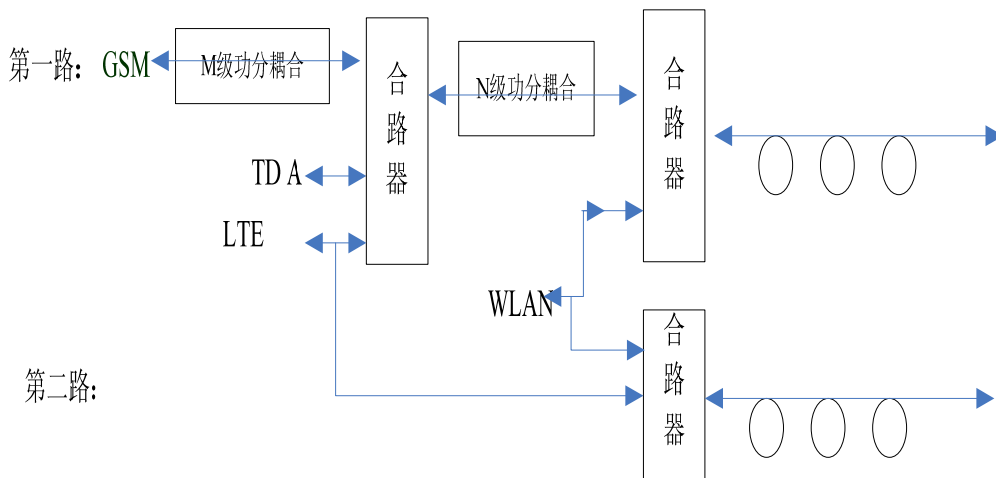 第一路： GSM
M级功分耦合
合路器
N级功分耦合
合路器
TD A
LTE
WLAN
合路器
第二路：